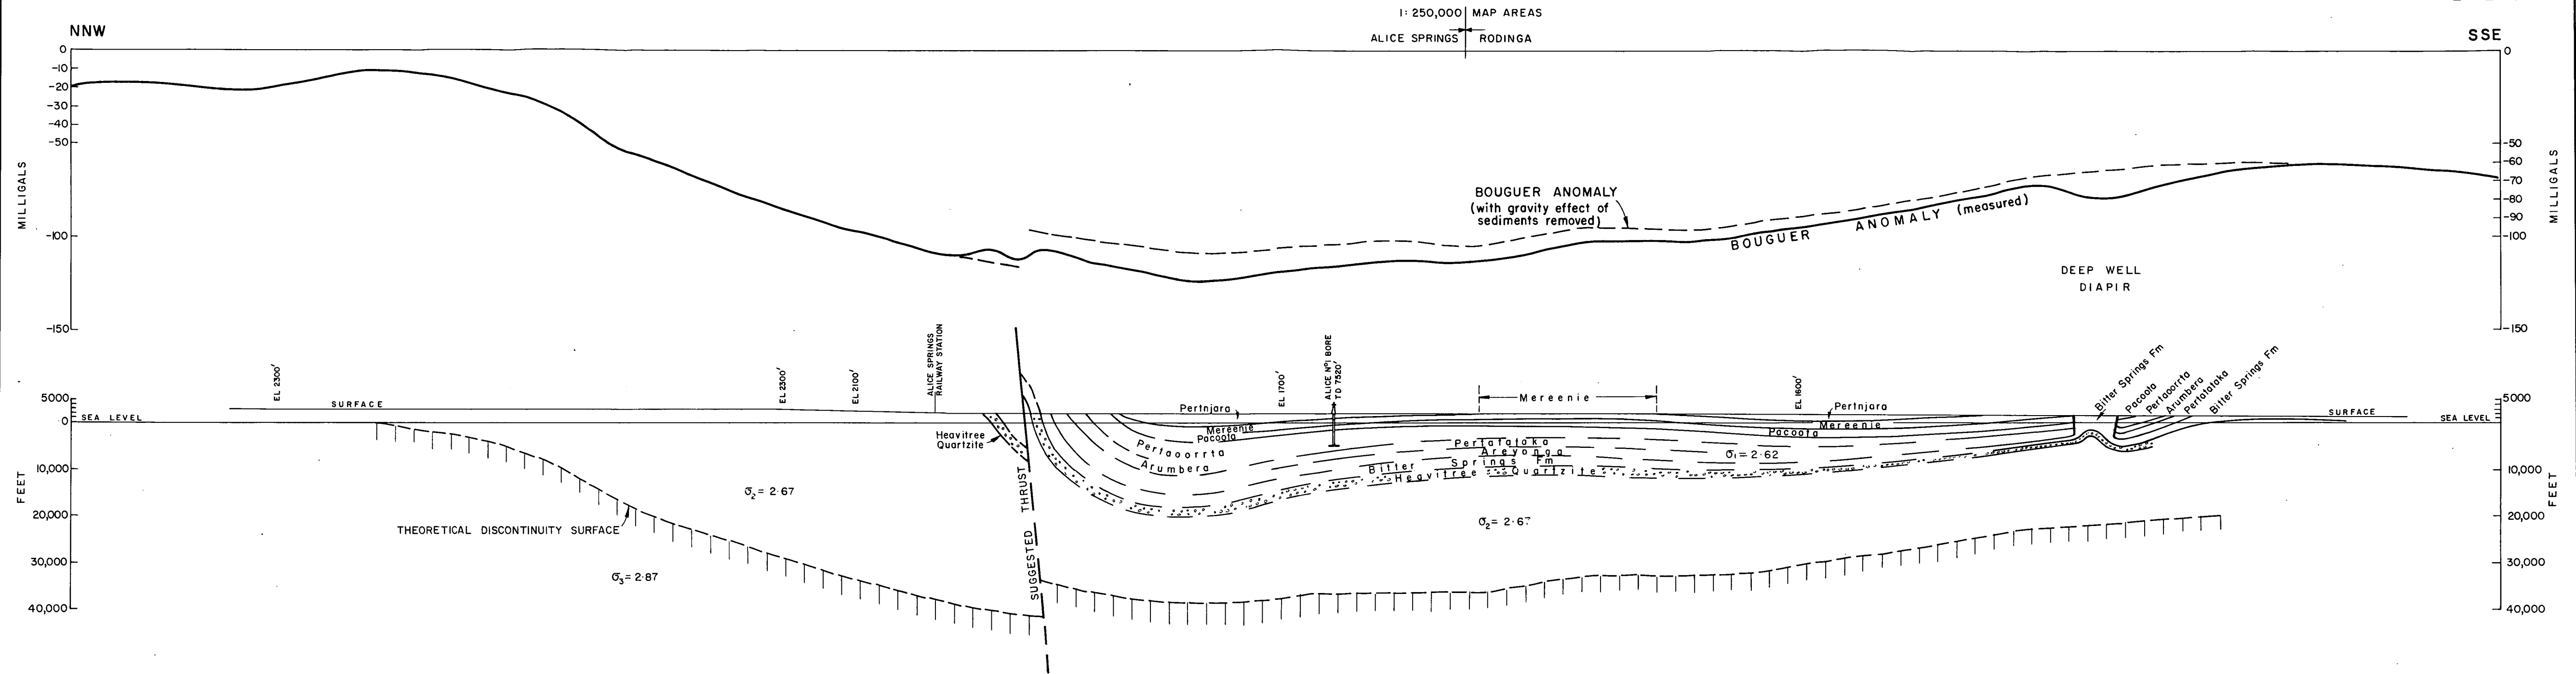 1: 250,000 MAP AREAS
ALICE SPRINGS RODINGA
NNW
SSE
0
-10
-20
-30
-40
-50
-100
-150
MILLIGALS
0
-50
-60
-70
-80
-90
-100
-150
MILLIGALS
BOUGUER ANOMALY
(with gravity effect of
sediments removed)
BOUGUER ANOMALY (measured)
DEEP WELL
DIAPIR
EL 2300'
EL 2300'
EL 2100'
ALICE SPRINGS
RAILWAY STATION
EL 1700'
ALICE Nº1 BORE
TD 7520'
Mereenie
EL 1600'
Bitter Springs Fm
Pacoota
Pertaoorrta
Arumbera
Pertatataka
Bitter Springs Fm
5000
0
10,000
20,000
30,000
40,000
FEET
SEA LEVEL
SURFACE
Pertnjara
Pertnjara
SURFACE
SEA LEVEL
5000
10,000
20,000
30,000
40,000
FEET
Heavitree
Quartzite
Mereenie
Pacoota
Pertaoorrta
Arumbera
Mereenie
Pacoota
Pertatataka
Areyonga
Bitter Springs Fm
Heavitree Quartzite
σ1 = 2·62
σ2 = 2·67
σ2 = 2·67
THEORETICAL DISCONTINUITY SURFACE
σ3 = 2·87
SUGGESTED THRUST